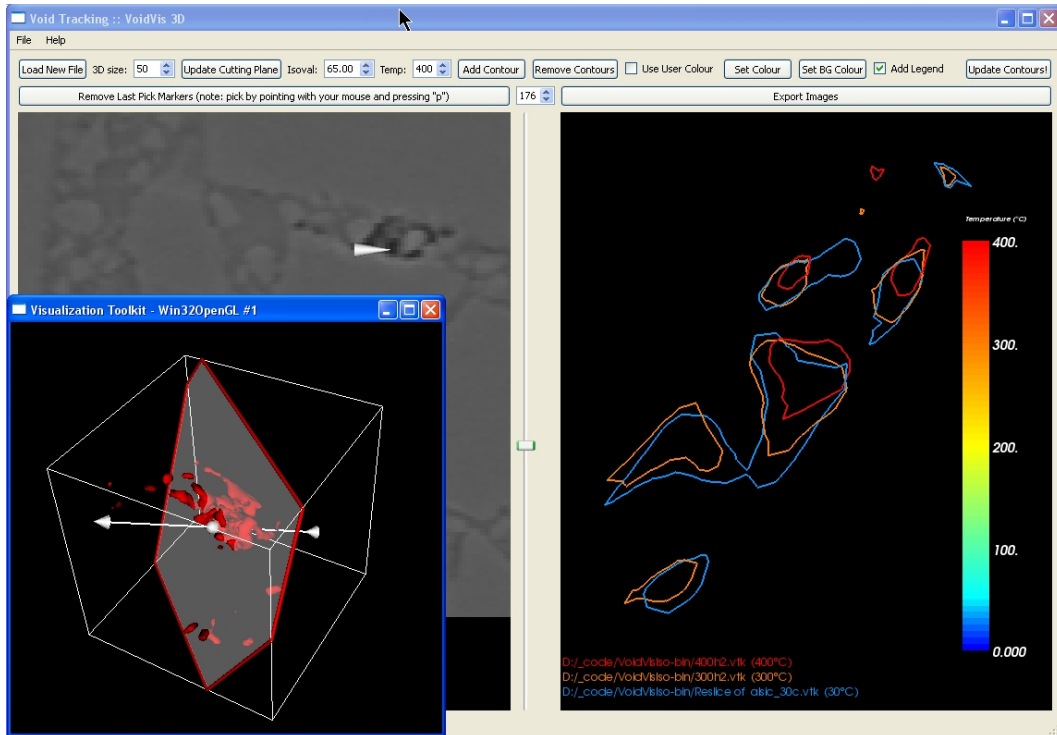 Void Tracking :: VoidVis 3D
File Help
Load New File 3D size: 50 Update Cutting Plane Isoval: 65.00 Temp: 400 Add Contour Remove Contours Use User Colour Set Colour Set BG Colour Add Legend Update Contours!
Remove Last Pick Markers (note: pick by pointing with your mouse and pressing "p") 176 Export Images
Temperature (°C)
400.
300.
200.
100.
0.000
Visualization Toolkit - Win32OpenGL #1
D:/_code/VoidVisIso-bin/400h2.vtk (400°C)
D:/_code/VoidVisIso-bin/300h2.vtk (300°C)
D:/_code/VoidVisIso-bin/Reslice of alsic_30c.vtk (30°C)